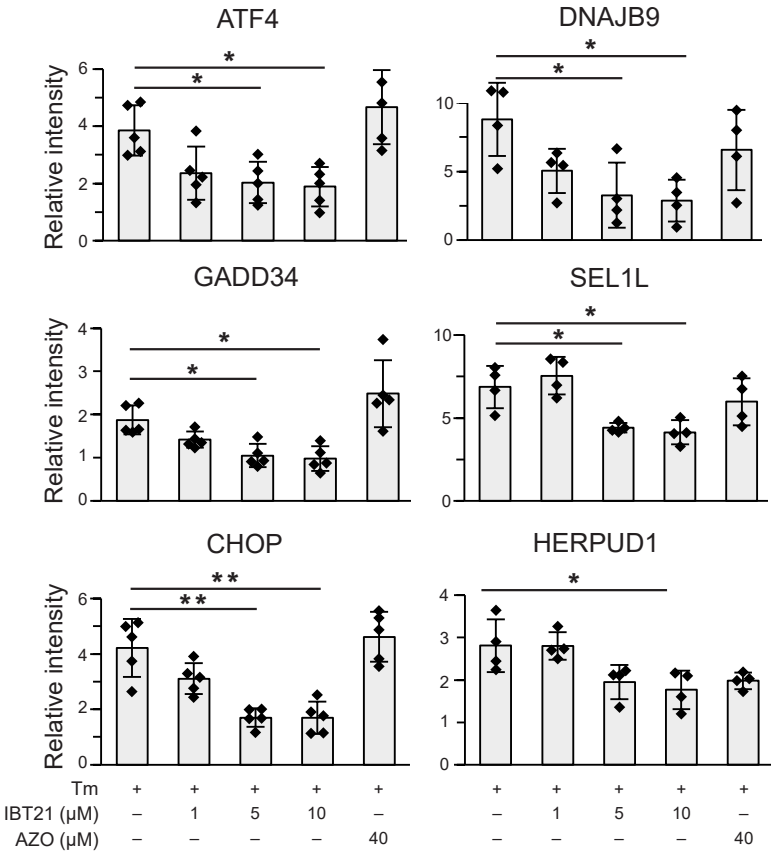 ATF4
DNAJB9
Relative intensity
6
4
2
0
*
*
10
5
0
*
*
GADD34
SEL1L
Relative intensity
4
3
2
1
0
*
*
10
5
0
*
*
CHOP
HERPUD1
Relative intensity
6
4
2
0
**
**
4
3
2
1
0
*
Tm + + + + + + + + + +
IBT21 (μM) – 1 5 10 – – 1 5 10 –
AZO (μM) – – – – 40 – – – – 40